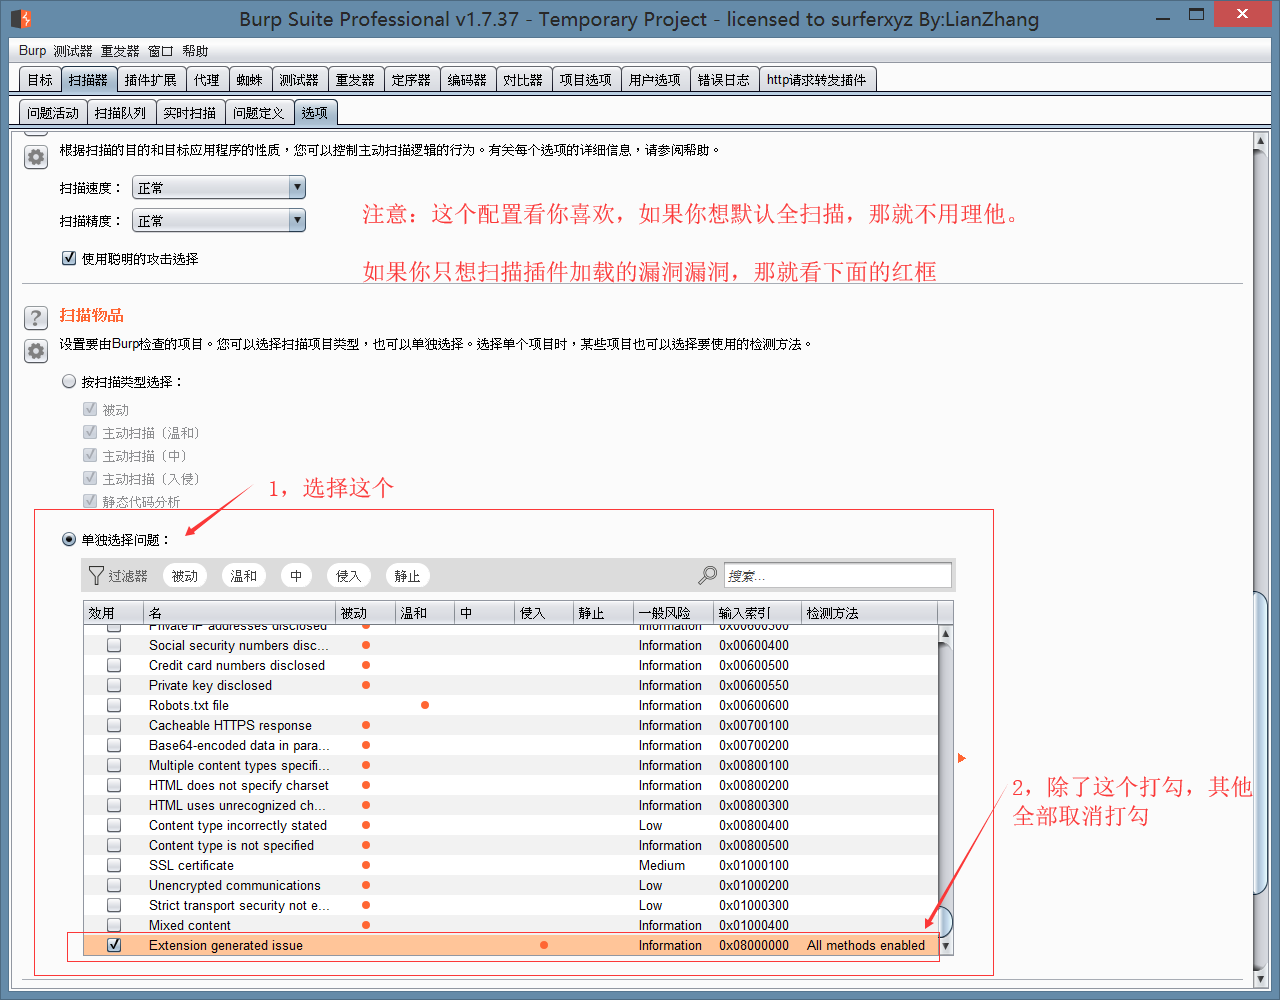 Burp Suite Professional v1.7.37 - Temporary Project - licensed to surferxyz By:LianZhang
Burp 测试器 重发器 窗口 帮助
目标 扫描器 插件扩展 代理 蜘蛛 测试器 重发器 定序器 编码器 对比器 项目选项 用户选项 错误日志 http请求转发插件
问题活动 扫描队列 实时扫描 问题定义 选项
根据扫描的目的和目标应用程序的性质，您可以控制主动扫描逻辑的行为。有关每个选项的详细信息，请参阅帮助。
扫描速度： 正常
扫描精度： 正常
注意：这个配置看你喜欢，如果你想默认全扫描，那就不用理他。
使用聪明的攻击选择
如果你只想扫描插件加载的漏洞漏洞，那就看下面的红框
? 扫描物品
设置要由Burp检查的项目。您可以选择扫描项目类型，也可以单独选择。选择单个项目时，某些项目也可以选择要使用的检测方法。
按扫描类型选择：
被动
主动扫描（温和）
主动扫描（中）
主动扫描（入侵）
静态代码分析
1，选择这个
单独选择问题：
过滤器 被动 温和 中 侵入 静止 搜索...
效用 名 被动 温和 中 侵入 静止 一般风险 输入索引 检测方法
Private IP addresses disclosed Information 0x00600300
Social security numbers disc... Information 0x00600400
Credit card numbers disclosed Information 0x00600500
Private key disclosed Information 0x00600550
Robots.txt file Information 0x00600600
Cacheable HTTPS response Information 0x00700100
Base64-encoded data in para... Information 0x00700200
Multiple content types specifi... Information 0x00800100
HTML does not specify charset Information 0x00800200
HTML uses unrecognized ch... Information 0x00800300
Content type incorrectly stated Low 0x00800400
Content type is not specified Information 0x00800500
SSL certificate Medium 0x01000100
Unencrypted communications Low 0x01000200
Strict transport security not e... Low 0x01000300
Mixed content Information 0x01000400
Extension generated issue Information 0x08000000 All methods enabled
2，除了这个打勾，其他
全部取消打勾